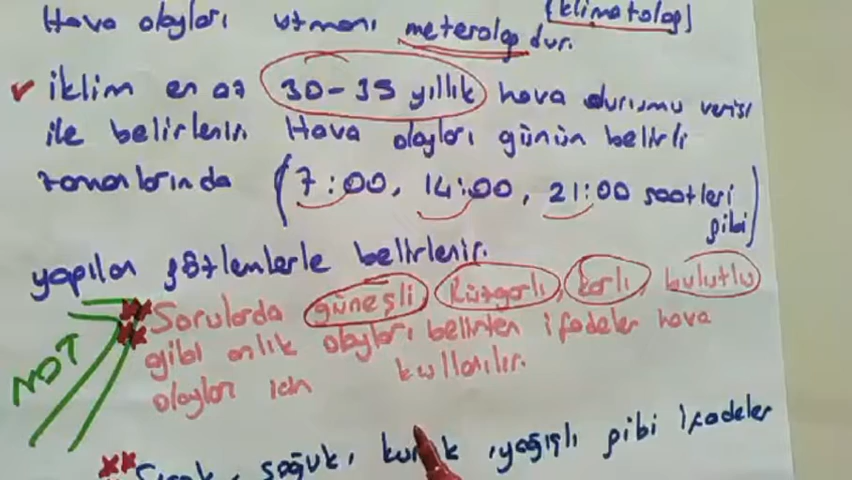 Hava olayları uzmanı meterolog dur. (klimatolog)
iklim en az 30-35 yıllık hava durumu verisi
ile belirlenir. Hava olayları günün belirli
zamanlarında (7:00, 14:00, 21:00 saatleri
gibi)
yapılan gözlemlerle belirlenir.
Sorularda güneşli, Rüzgarlı, karlı, bulutlu
gibi anlık olayları belirten ifadeler hava
olayları için kullanılır.
NOT
Sıcak, soğuk, kurak, yağışlı gibi ifadeler